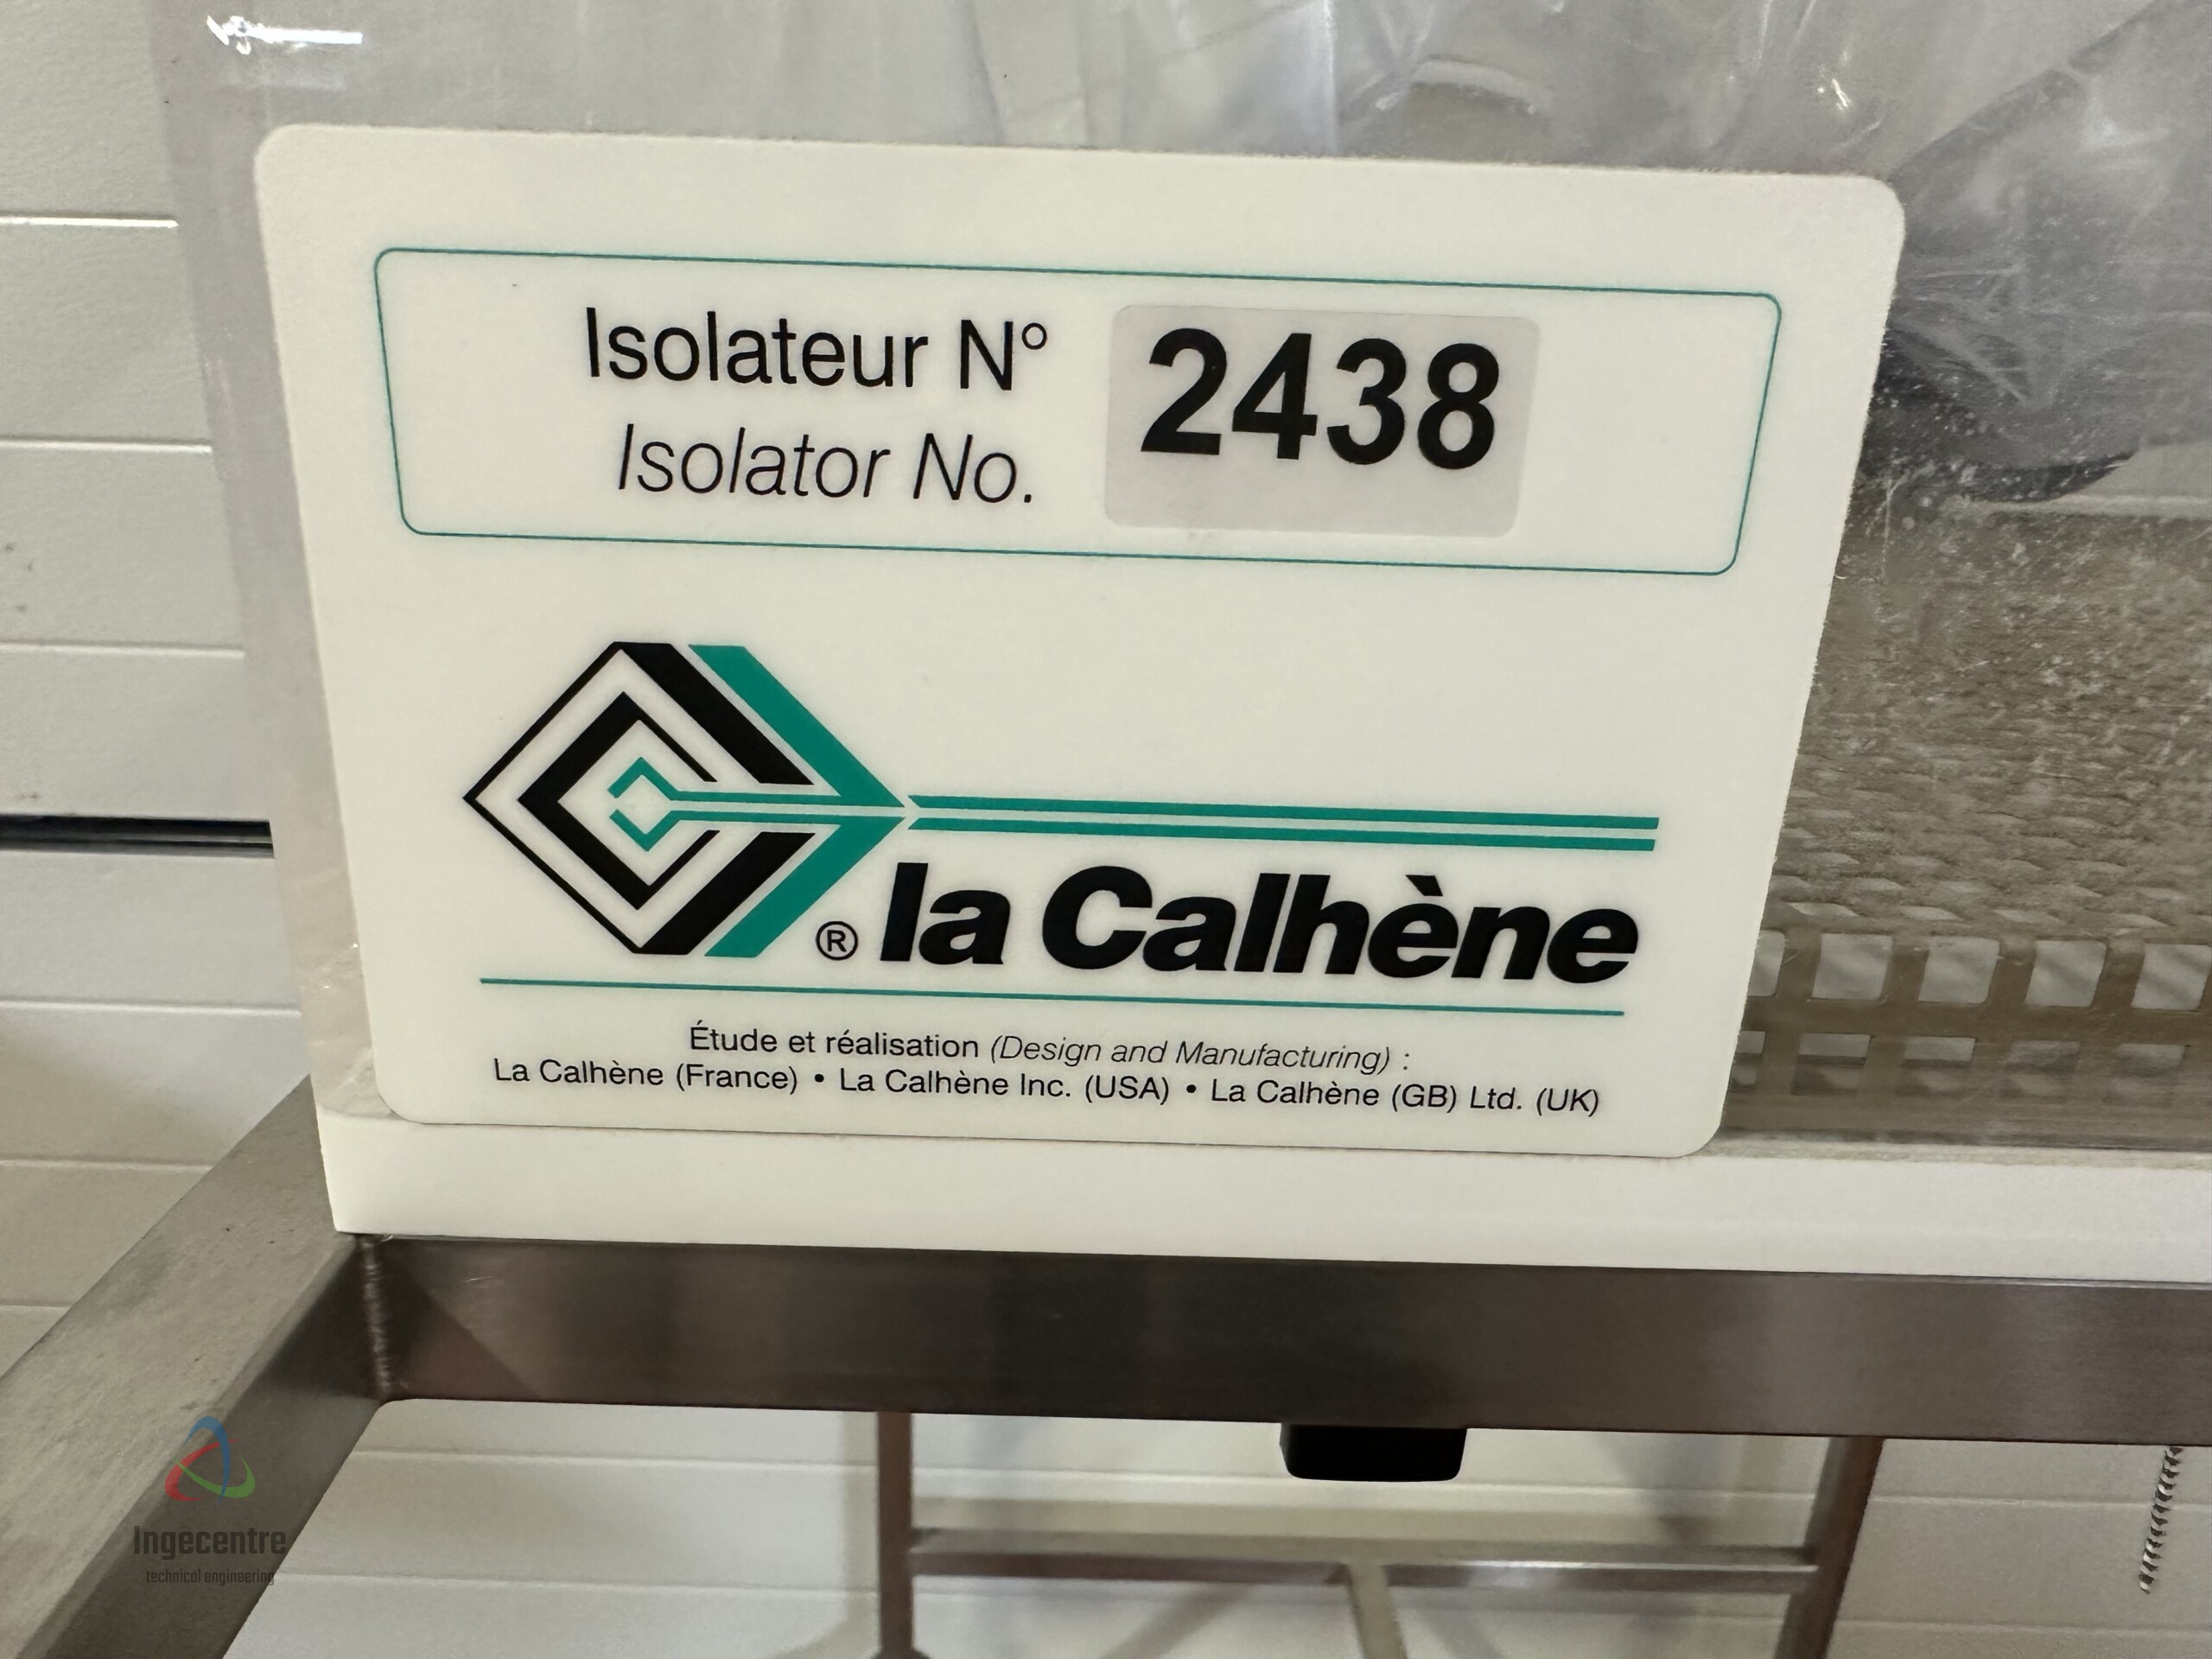 Isolateur N° 2438
Isolator No.
® la Calhène
Étude et réalisation (Design and Manufacturing) :
La Calhène (France) • La Calhène Inc. (USA) • La Calhène (GB) Ltd. (UK)
Ingecentre
technical engineering